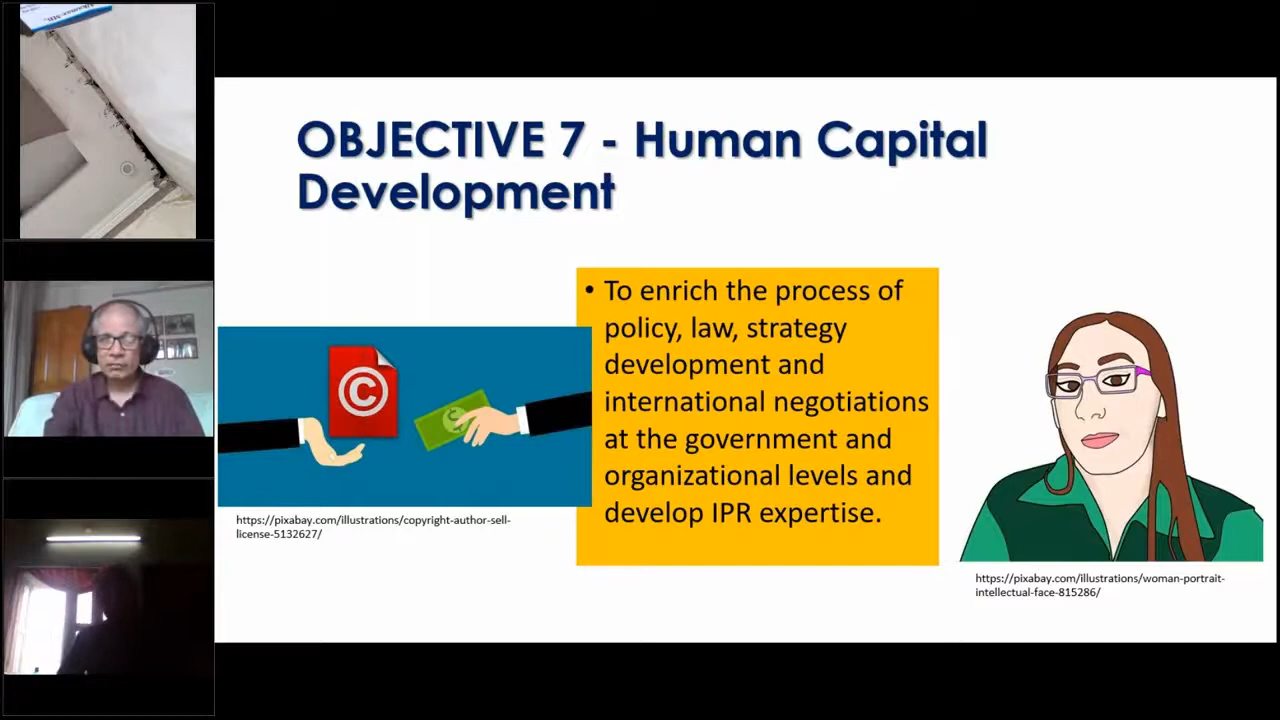 OBJECTIVE 7 - Human Capital
Development
• To enrich the process of
policy, law, strategy
development and
international negotiations
at the government and
organizational levels and
develop IPR expertise.
©
$
https://pixabay.com/illustrations/copyright-author-sell-
license-5132627/
https://pixabay.com/illustrations/woman-portrait-
intellectual-face-815286/